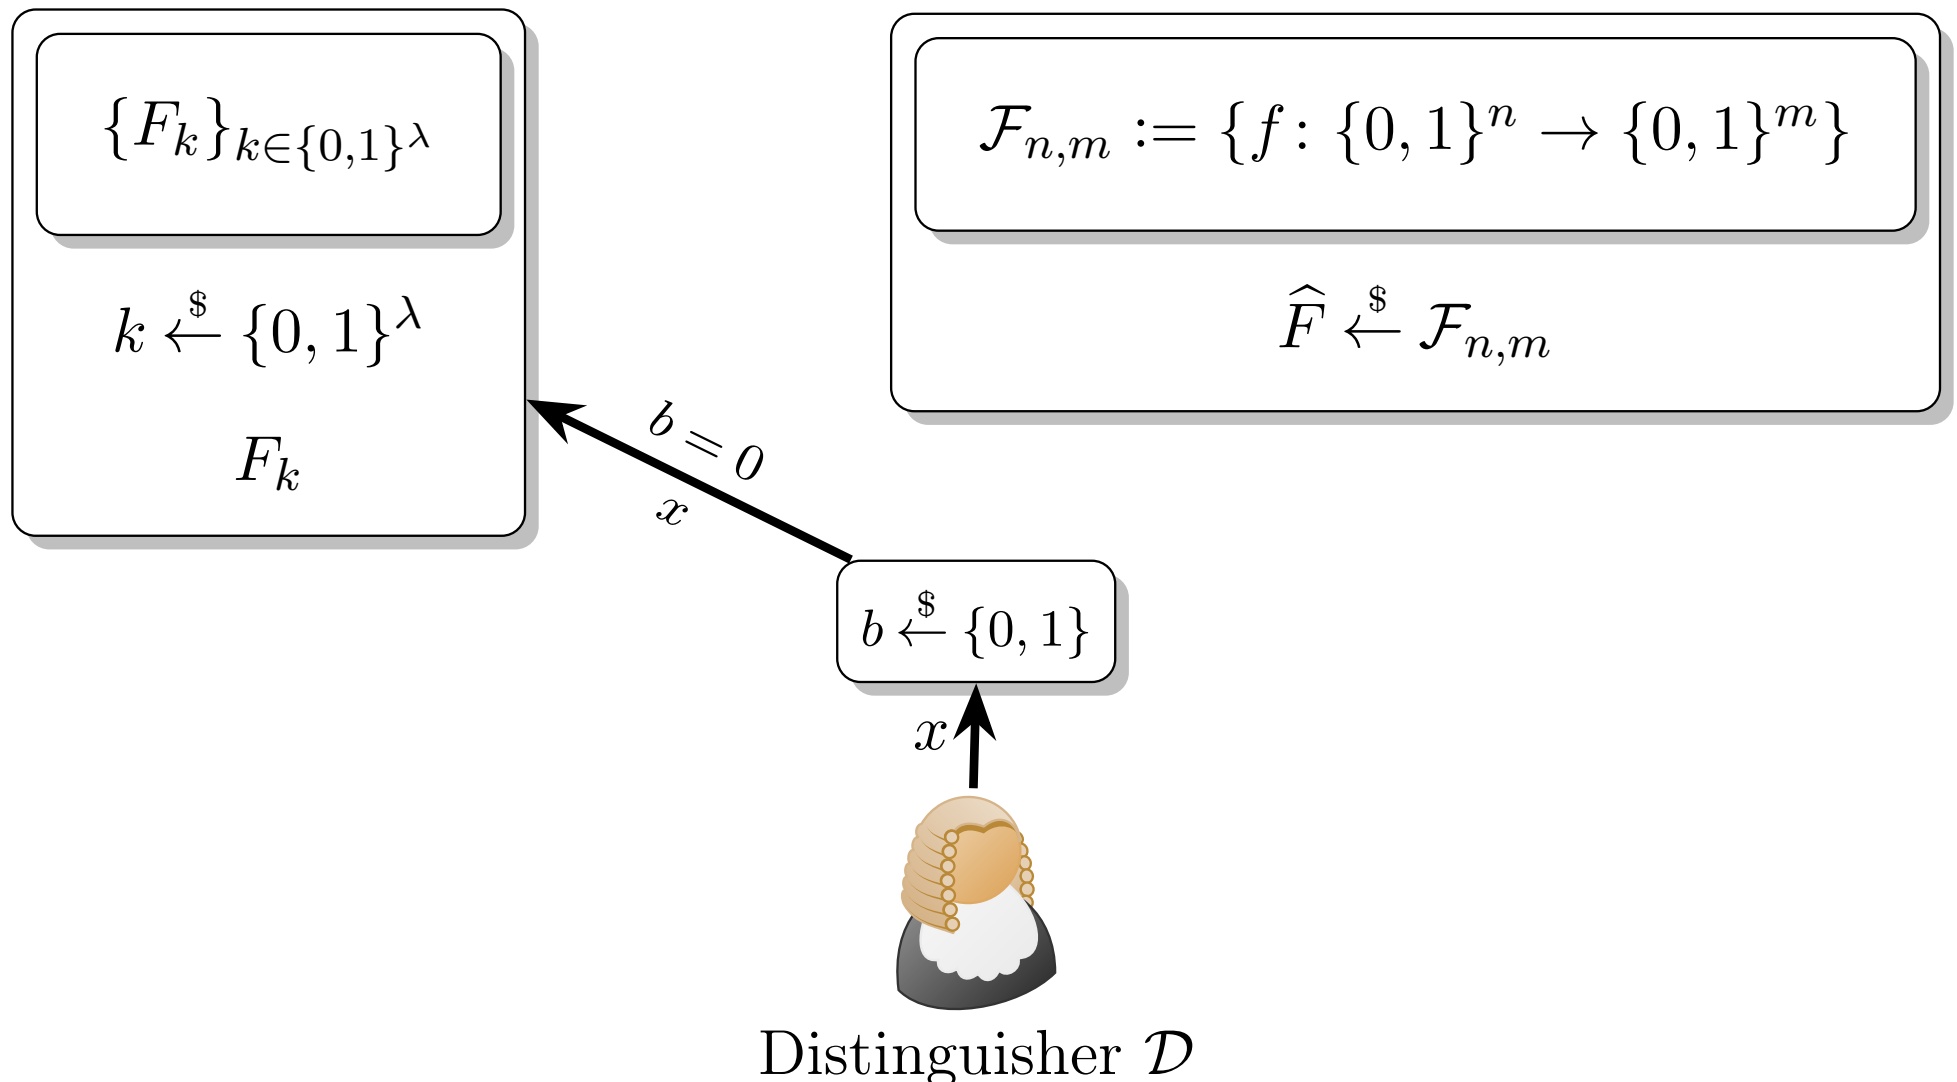 {F_k}_{k∈{0,1}^λ}
k ←$ {0, 1}^λ
F_k
ℱ_{n,m} := {f : {0, 1}^n → {0, 1}^m}
F̂ ←$ ℱ_{n,m}
b = 0
x
b ←$ {0, 1}
x
Distinguisher 𝒟